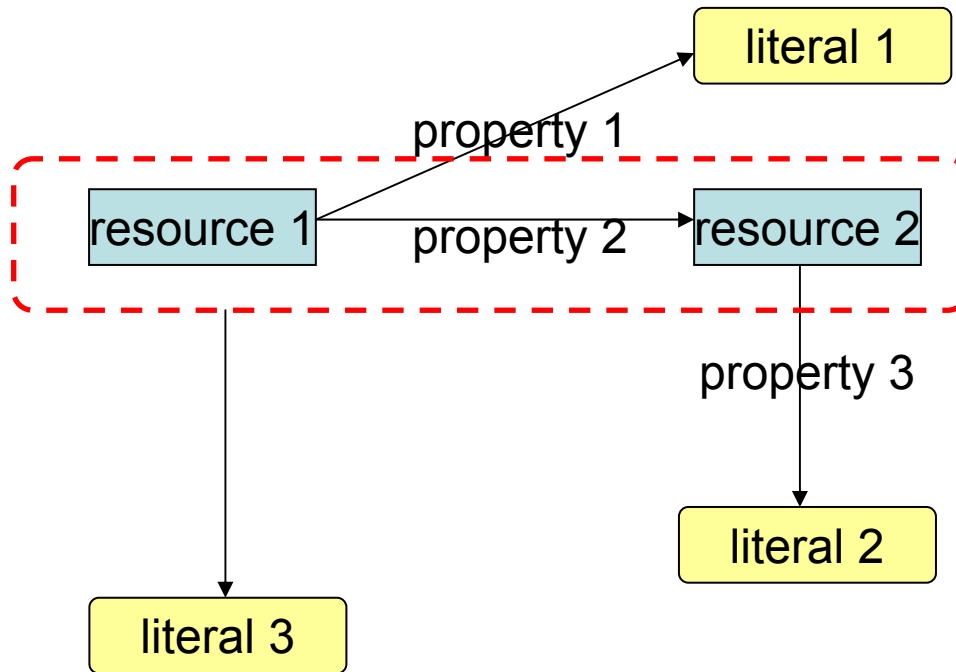 literal 1
property 1
resource 1
property 2
resource 2
property 3
literal 2
literal 3